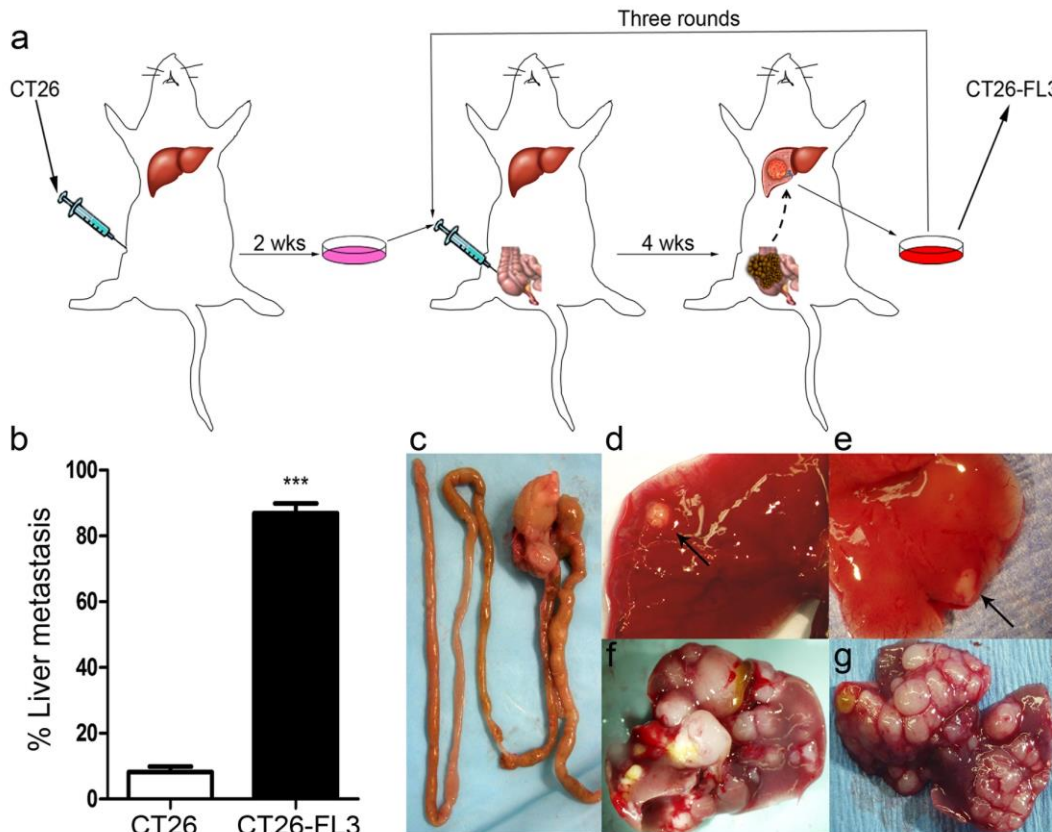 Three rounds
a
CT26
CT26-FL3
2 wks
4 wks
b
c
d
e
f
g
% Liver metastasis
100
80
60
40
20
0
***
CT26
CT26-FL3